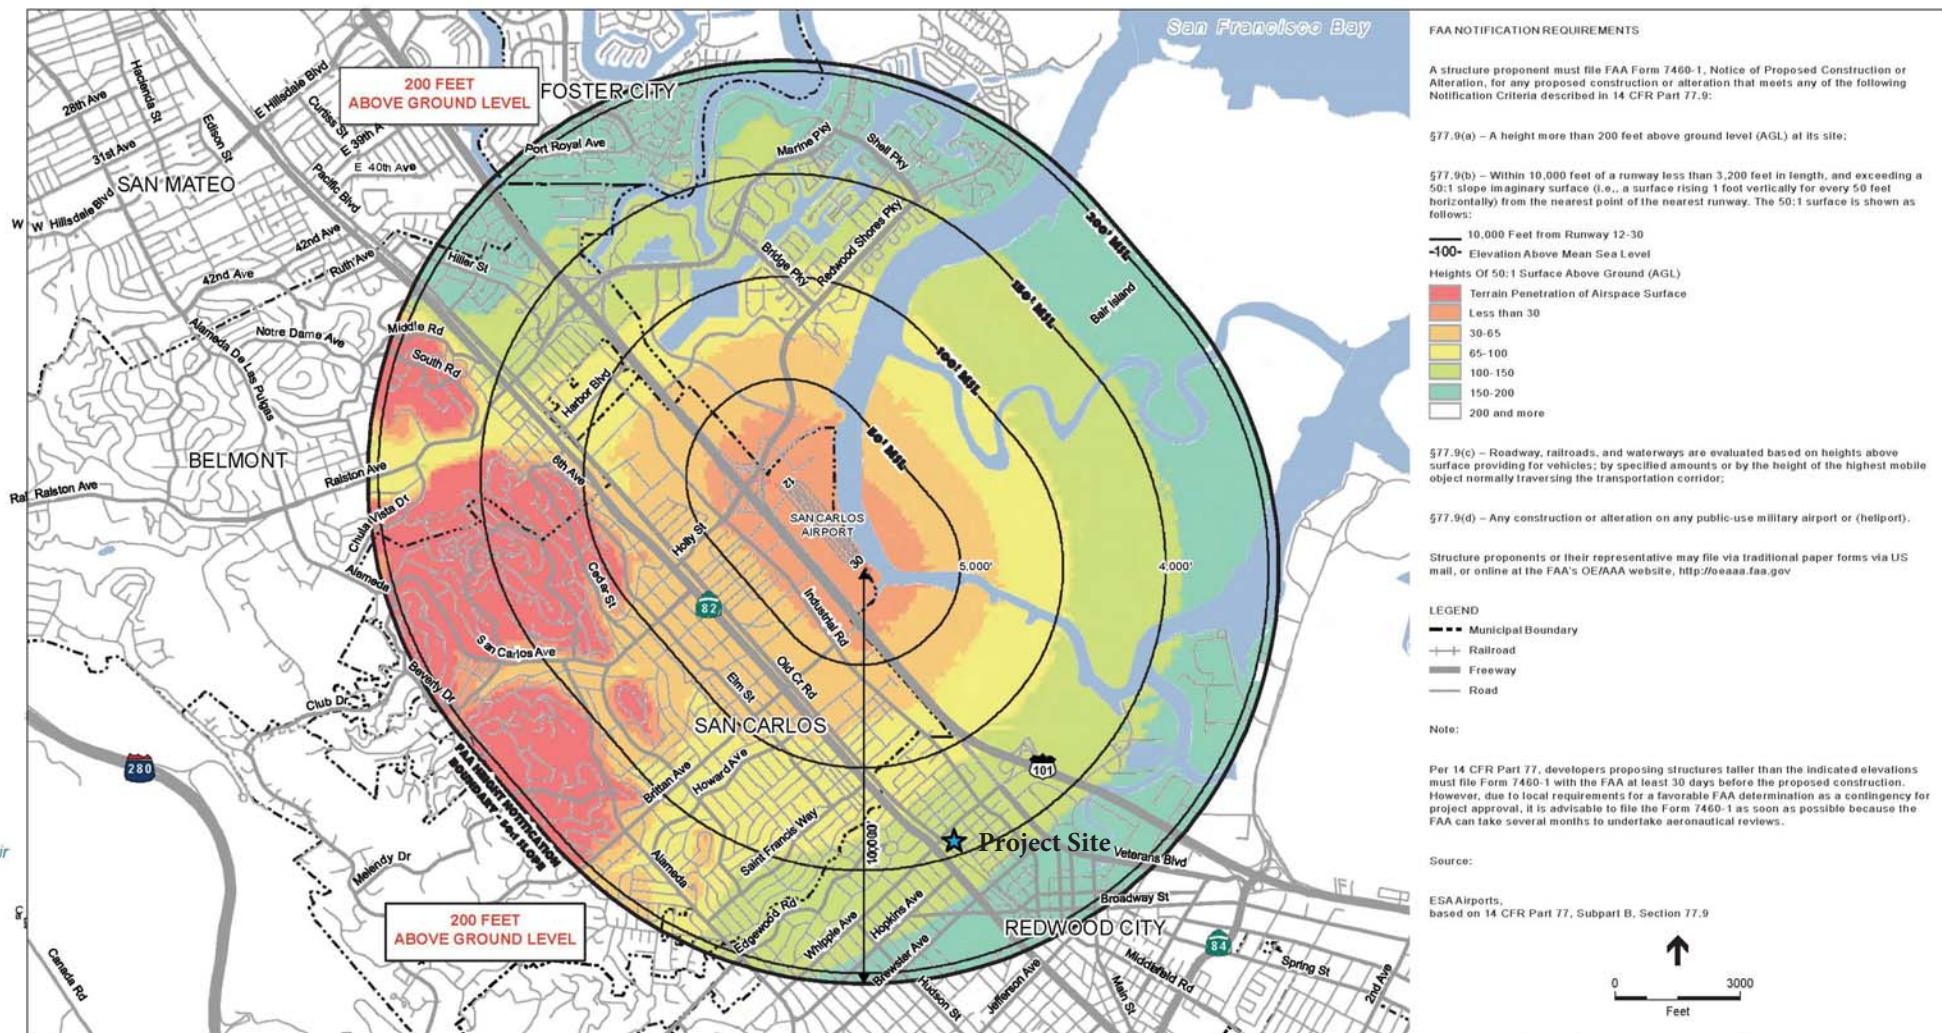 San Francisco Bay
200 FEET
ABOVE GROUND LEVEL
FOSTER CITY
28th Ave
Hacienda St
E Hillsdale Blvd
Curtiss St
E 39th A
Edison St
31st Ave
E 40th Ave
Pacific Blvd
SAN MATEO
W
W Hillsdale Blvd
42nd Ave
Ruth Ave
42nd Ave
Port Royal Ave
Marine Pky
Shell Pky
Hiller St
Bridge Pky
Redwood Shores Pky
200' MSL
150' MSL
100' MSL
50' MSL
Bair Island
Notre Dame Ave
Middle Rd
South Rd
Alameda De Las Pulgas
Harbor Blvd
BELMONT
Ralston Ave
Ral
Ralston Ave
6th Ave
Chula Vista Dr
Alameda
Holly St
Cedar St
12
SAN CARLOS
AIRPORT
30
5,000'
4,000'
82
Industrial Rd
San Carlos Ave
Beverly Dr
Club Dr
Elm St
Old Cr Rd
SAN CARLOS
280
FAA HEIGHT NOTIFICATION
BOUNDARY - 50:1 SLOPE
Brittan Ave
Howard Ave
101
10,000'
Project Site
Saint Francis Way
Alameda
Melendy Dr
Veterans Blvd
Broadway St
200 FEET
ABOVE GROUND LEVEL
Edgewood Rd
Whipple Ave
Hopkins Ave
Brewster Ave
REDWOOD CITY
Hudson St
Jefferson Ave
Main St
Middlefield Rd
84
Spring St
2nd Ave
Canada Rd
ir
FAA NOTIFICATION REQUIREMENTS
A structure proponent must file FAA Form 7460-1, Notice of Proposed Construction or
Alteration, for any proposed construction or alteration that meets any of the following
Notification Criteria described in 14 CFR Part 77.9:
§77.9(a) – A height more than 200 feet above ground level (AGL) at its site;
§77.9(b) – Within 10,000 feet of a runway less than 3,200 feet in length, and exceeding a
50:1 slope imaginary surface (i.e,. a surface rising 1 foot vertically for every 50 feet
horizontally) from the nearest point of the nearest runway. The 50:1 surface is shown as
follows:
10,000 Feet from Runway 12-30
-100- Elevation Above Mean Sea Level
Heights Of 50:1 Surface Above Ground (AGL)
Terrain Penetration of Airspace Surface
Less than 30
30-65
65-100
100-150
150-200
200 and more
§77.9(c) – Roadway, railroads, and waterways are evaluated based on heights above
surface providing for vehicles; by specified amounts or by the height of the highest mobile
object normally traversing the transportation corridor;
§77.9(d) – Any construction or alteration on any public-use military airport or (heliport).
Structure proponents or their representative may file via traditional paper forms via US
mail, or online at the FAA's OE/AAA website, http://oeaaa.faa.gov
LEGEND
Municipal Boundary
Railroad
Freeway
Road
Note:
Per 14 CFR Part 77, developers proposing structures taller than the indicated elevations
must file Form 7460-1 with the FAA at least 30 days before the proposed construction.
However, due to local requirements for a favorable FAA determination as a contingency for
project approval, it is advisable to file the Form 7460-1 as soon as possible because the
FAA can take several months to undertake aeronautical reviews.
Source:
ESA Airports,
based on 14 CFR Part 77, Subpart B, Section 77.9
0 3000
Feet